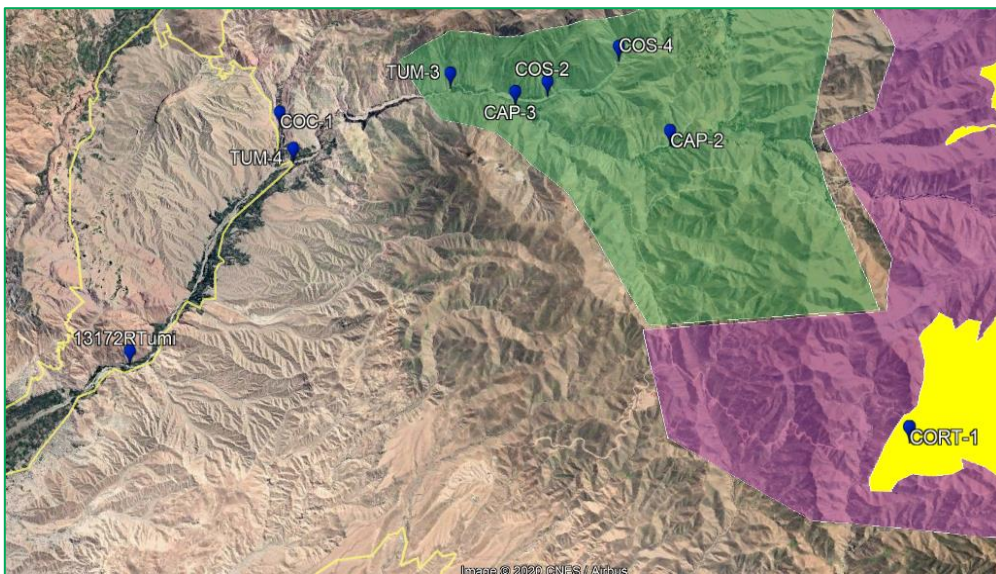 COS-4
TUM-3
COS-2
CAP-3
COC-1
CAP-2
TUM-4
13172RTumi
CORT-1
Image © 2020 CNES / Airbus